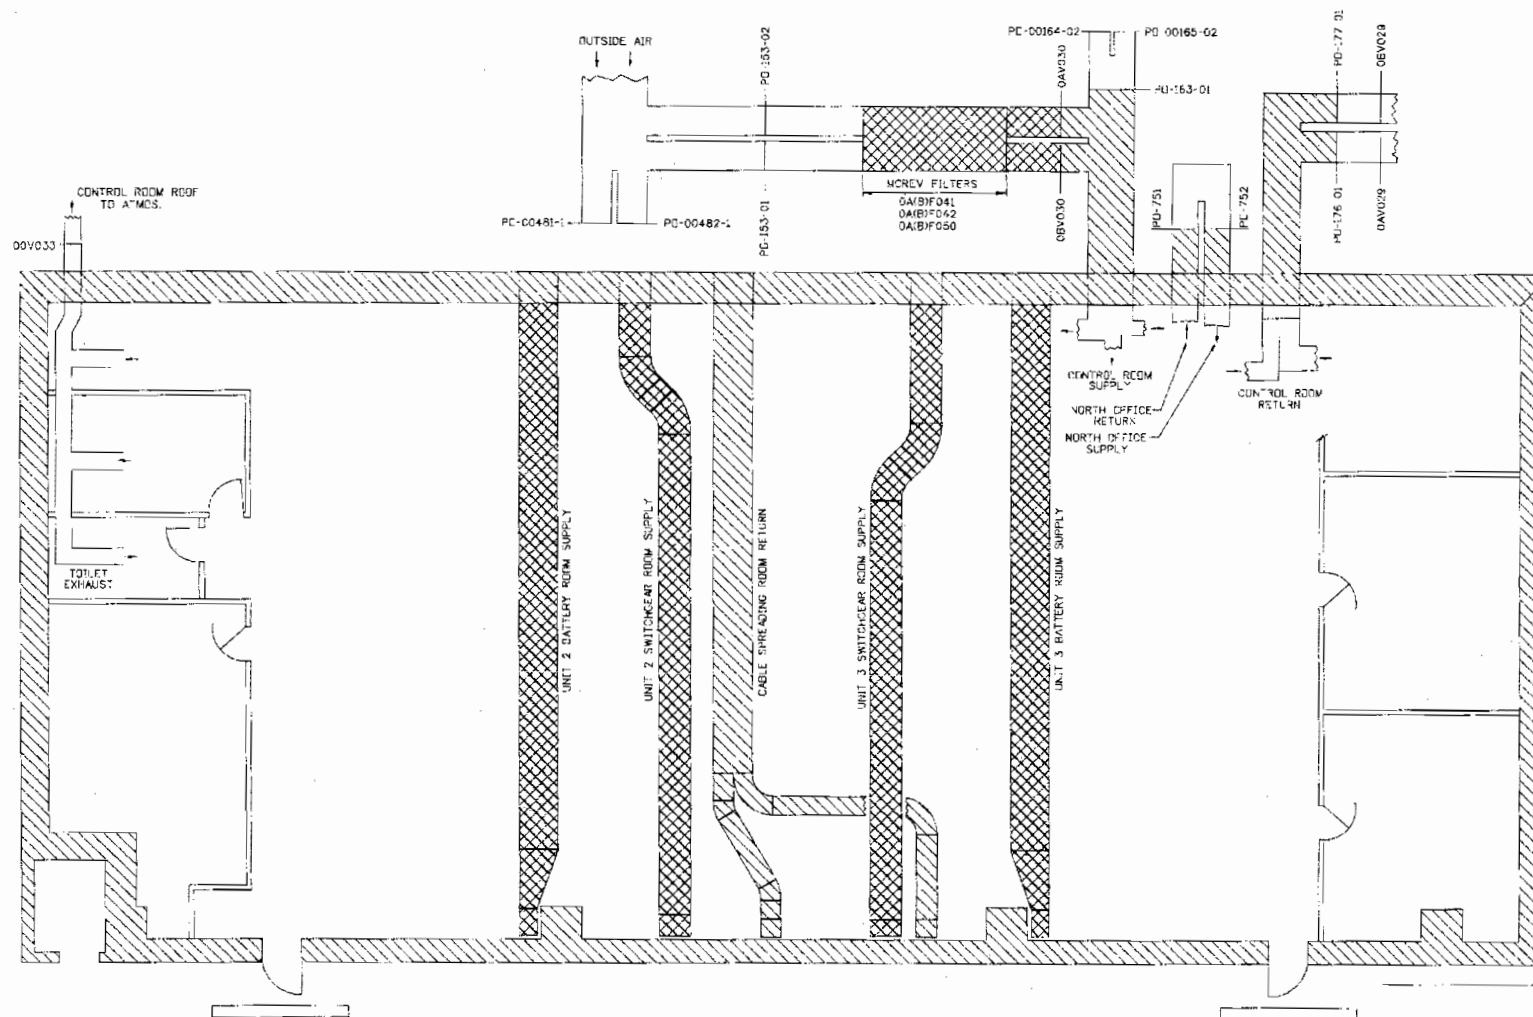 OUTSIDE AIR
PD-153-02
PD-153-01
MCREV FILTERS
0A(B)F041
0A(B)F042
0A(B)F050
0AV030
0BV030
PD-00164-02
PD 00165-02
PD-163-01
PD-751
PD-752
PD-177 01
PD-176 01
0BV029
0AV029
PD-00481-1
PD-00482-1
CONTROL ROOM ROOF
TO ATMOS.
00V033
CONTROL ROOM
SUPPLY
NORTH OFFICE
RETURN
NORTH OFFICE
SUPPLY
CONTROL ROOM
RETURN
TOILET
EXHAUST
UNIT 2 BATTERY ROOM SUPPLY
UNIT 2 SWITCHGEAR ROOM SUPPLY
CABLE SPREADING ROOM RETURN
UNIT 3 SWITCHGEAR ROOM SUPPLY
UNIT 3 BATTERY ROOM SUPPLY